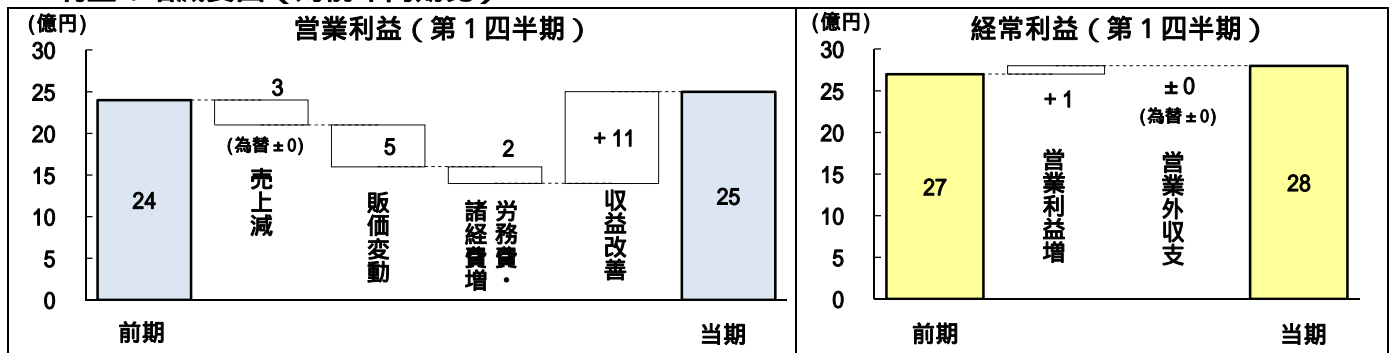 (億円)
営業利益(第1四半期)
30
25
20
15
10
5
0
24
3
(為替±0)
売上減
5
販価変動
2
労務費・
諸経費増
+11
収益改善
25
前期
当期
(億円)
経常利益(第1四半期)
30
25
20
15
10
5
0
27
+1
営業利益増
±0
(為替±0)
営業外収支
28
前期
当期